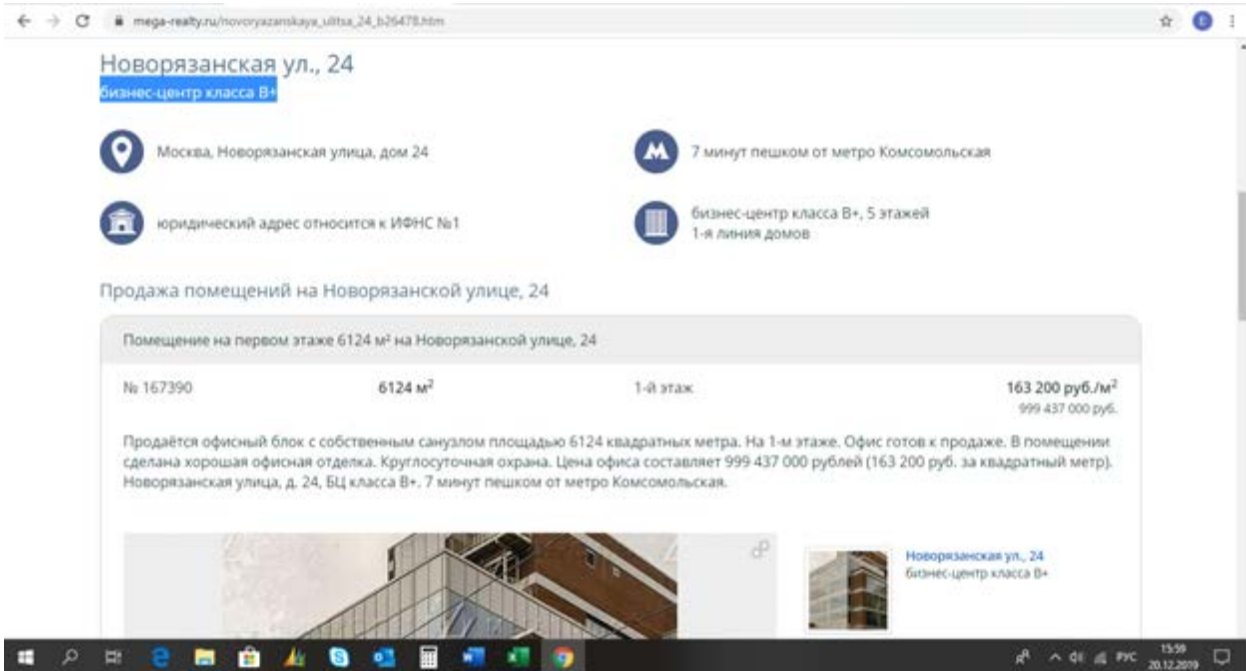 mega-realty.ru/novoryazanskaya_ulitsa_24_b26478.htm
Новорязанская ул., 24
бизнес-центр класса B+
Москва, Новорязанская улица, дом 24
7 минут пешком от метро Комсомольская
юридический адрес относится к ИФНС №1
бизнес-центр класса B+, 5 этажей
1-я линия домов
Продажа помещений на Новорязанской улице, 24
Помещение на первом этаже 6124 м² на Новорязанской улице, 24
№ 167390
6124 м²
1-й этаж
163 200 руб./м²
999 437 000 руб.
Продаётся офисный блок с собственным санузлом площадью 6124 квадратных метра. На 1-м этаже. Офис готов к продаже. В помещении
сделана хорошая офисная отделка. Круглосуточная охрана. Цена офиса составляет 999 437 000 рублей (163 200 руб. за квадратный метр).
Новорязанская улица, д. 24, БЦ класса B+. 7 минут пешком от метро Комсомольская.
Новорязанская ул., 24
бизнес-центр класса B+
РУС
15:59
20.12.2019